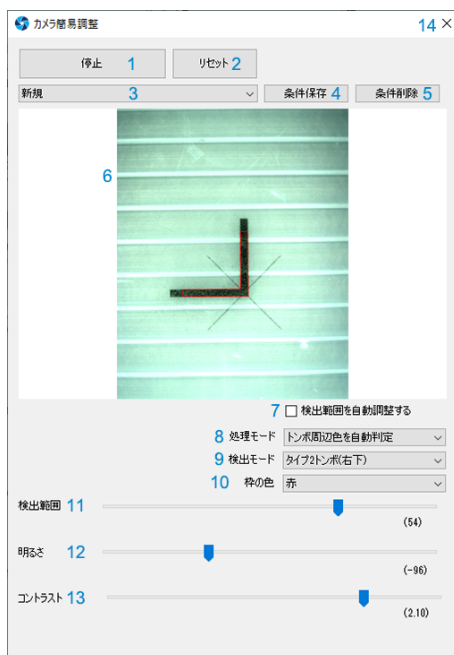 カメラ簡易調整 14 ×
停止 1 リセット 2
新規 3 条件保存 4 条件削除 5
6
7 検出範囲を自動調整する
8 処理モード トンボ周辺色を自動判定
9 検出モード タイプ2トンボ(右下)
10 枠の色 赤
検出範囲 11
(54)
明るさ 12
(-96)
コントラスト 13
(2.10)